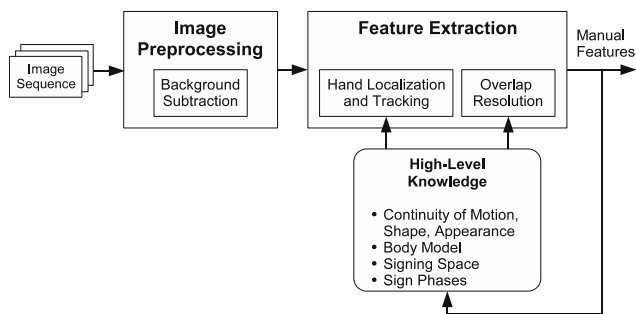 Image
Sequence
Image
Preprocessing
Background
Subtraction
Feature Extraction
Hand Localization
and Tracking
Overlap
Resolution
Manual
Features
High-Level
Knowledge
• Continuity of Motion,
Shape, Appearance
• Body Model
• Signing Space
• Sign Phases